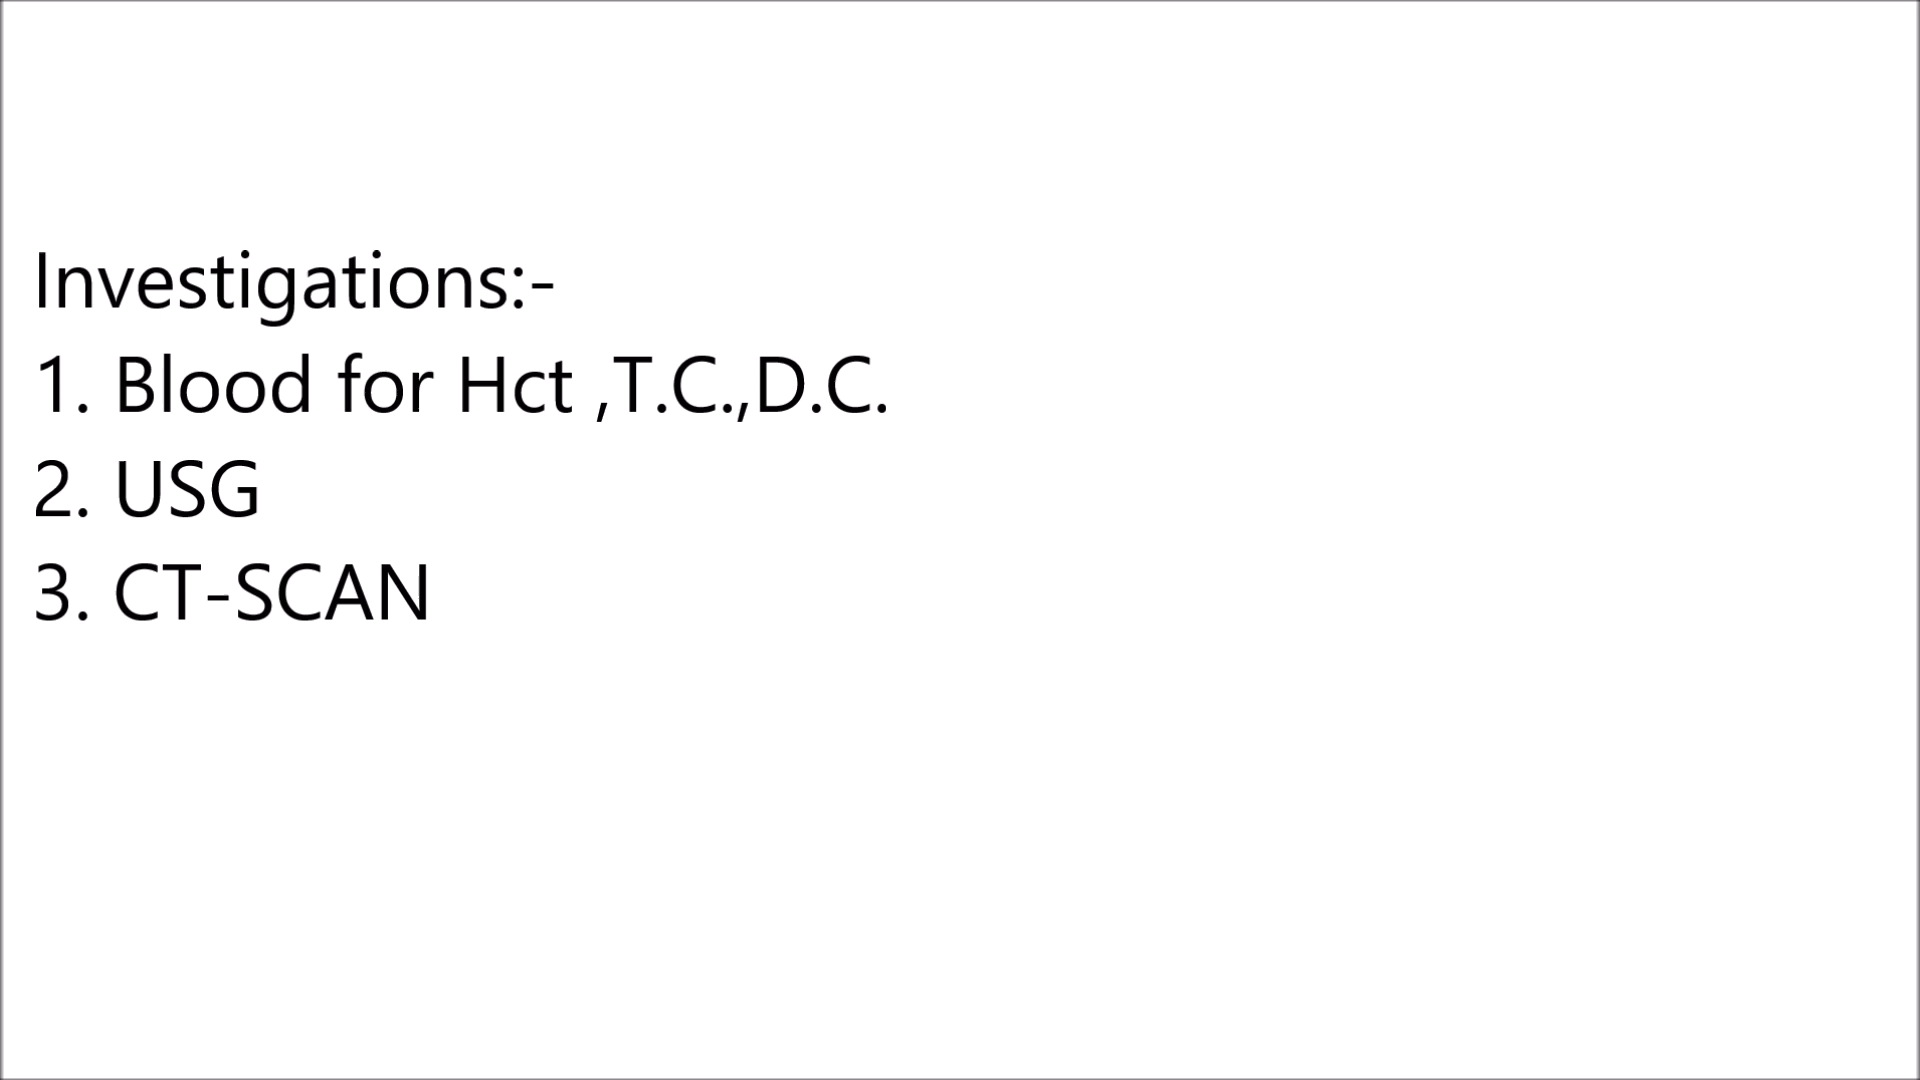 Investigations:-
1. Blood for Hct ,T.C.,D.C.
2. USG
3. CT-SCAN